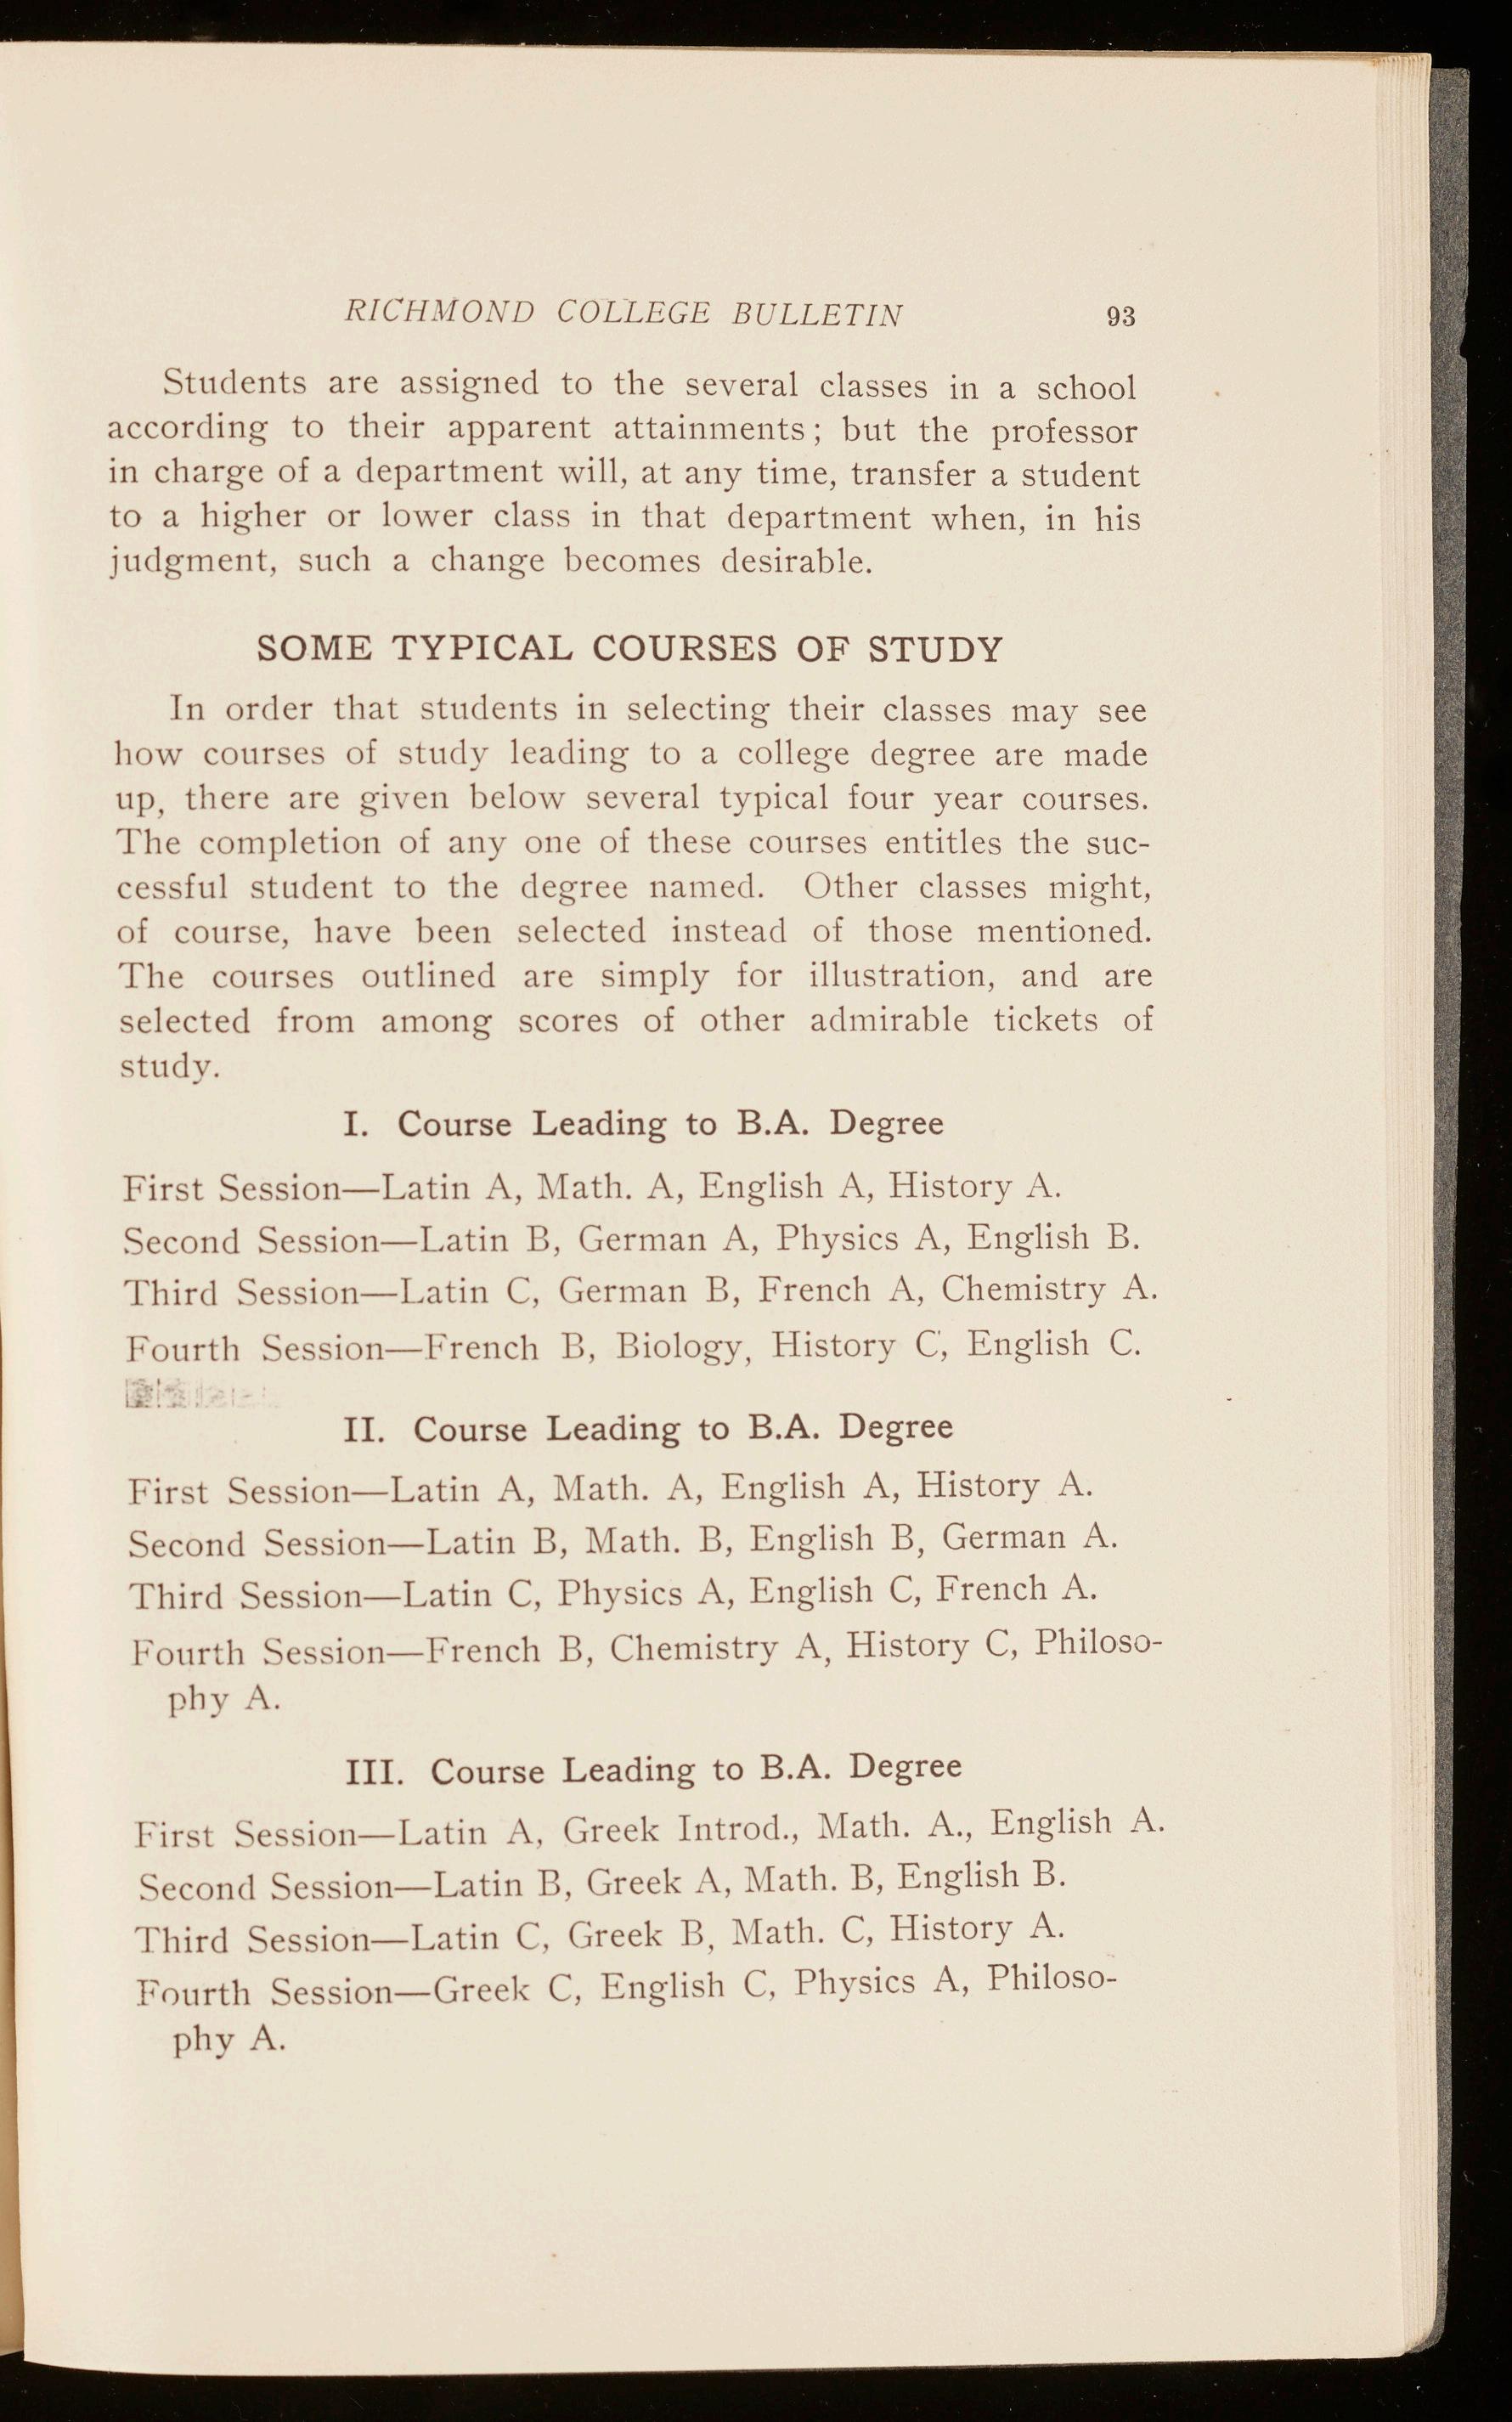 RICHMOND COLLEGE BULLETIN 93
Students are assigned to the several classes in a school
according to their apparent attainments; but the professor
in charge of a department will, at any time, transfer a student
to a higher or lower class in that department when, in his
judgment, such a change becomes desirable.
SOME TYPICAL COURSES OF STUDY
In order that students in selecting their classes may see
how courses of study leading to a college degree are made
up, there are given below several typical four year courses.
The completion of any one of these courses entitles the suc-
cessful student to the degree named. Other classes might,
of course, have been selected instead of those mentioned.
The courses outlined are simply for illustration, and are
selected from among scores of other admirable tickets of
study.
I. Course Leading to B.A. Degree
First Session—Latin A, Math. A, English A, History A.
Second Session—Latin B, German A, Physics A, English B.
Third Session—Latin C, German B, French A, Chemistry A.
Fourth Session—French B, Biology, History C, English C.
II. Course Leading to B.A. Degree
First Session—Latin A, Math. A, English A, History A.
Second Session—Latin B, Math. B, English B, German A.
Third Session—Latin C, Physics A, English C, French A.
Fourth Session—French B, Chemistry A, History C, Philoso-
phy A.
III. Course Leading to B.A. Degree
First Session—Latin A, Greek Introd., Math. A., English A.
Second Session—Latin B, Greek A, Math. B, English B.
Third Session—Latin C, Greek B, Math. C, History A.
Fourth Session—Greek C, English C, Physics A, Philoso-
phy A.